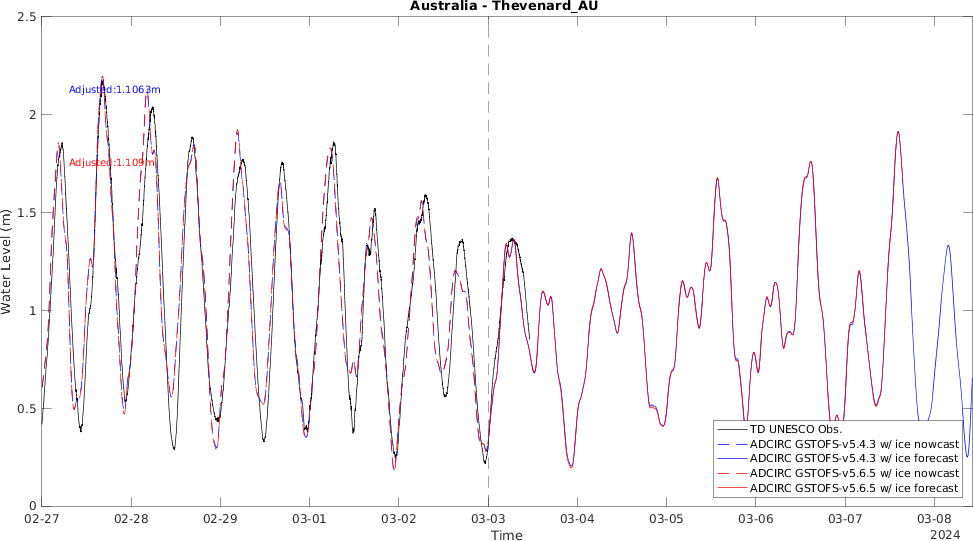 Australia - Thevenard_AU
2.5
2
1.5
1
0.5
0
Water Level (m)
Adjusted:1.1063m
Adjusted:1.109m
TD UNESCO Obs.
ADCIRC GSTOFS-v5.4.3 w/ ice nowcast
ADCIRC GSTOFS-v5.4.3 w/ ice forecast
ADCIRC GSTOFS-v5.6.5 w/ ice nowcast
ADCIRC GSTOFS-v5.6.5 w/ ice forecast
02-27 02-28 02-29 03-01 03-02 03-03 03-04 03-05 03-06 03-07 03-08
Time
2024